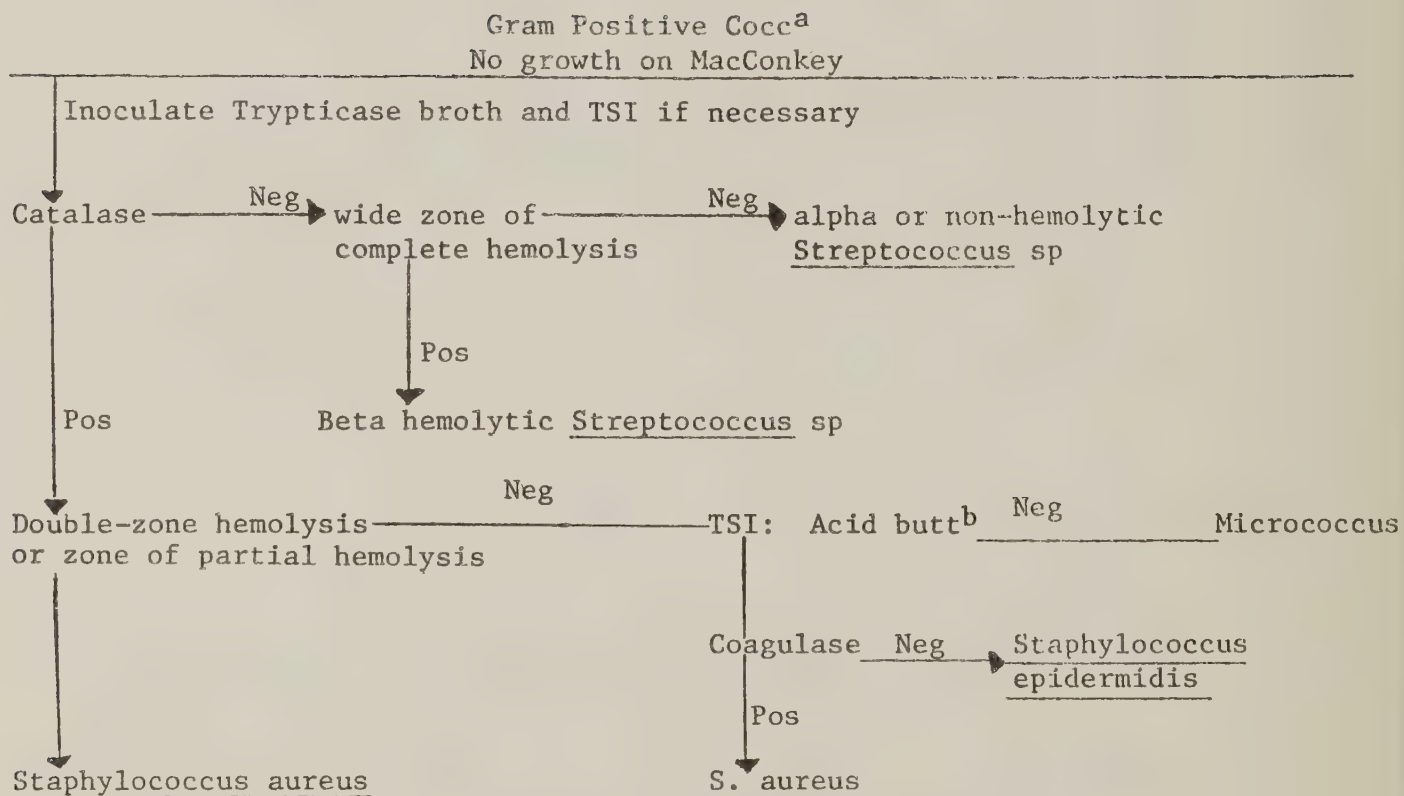 Gram Positive Cocc^a
No growth on MacConkey
Inoculate Trypticase broth and TSI if necessary
Catalase Neg wide zone of Neg alpha or non-hemolytic
complete hemolysis Streptococcus sp
Pos
Pos Beta hemolytic Streptococcus sp
Neg
Double-zone hemolysis TSI: Acid butt^b Neg Micrococcus
or zone of partial hemolysis
Coagulase Neg Staphylococcus
epidermidis
Pos
Staphylococcus aureus S. aureus